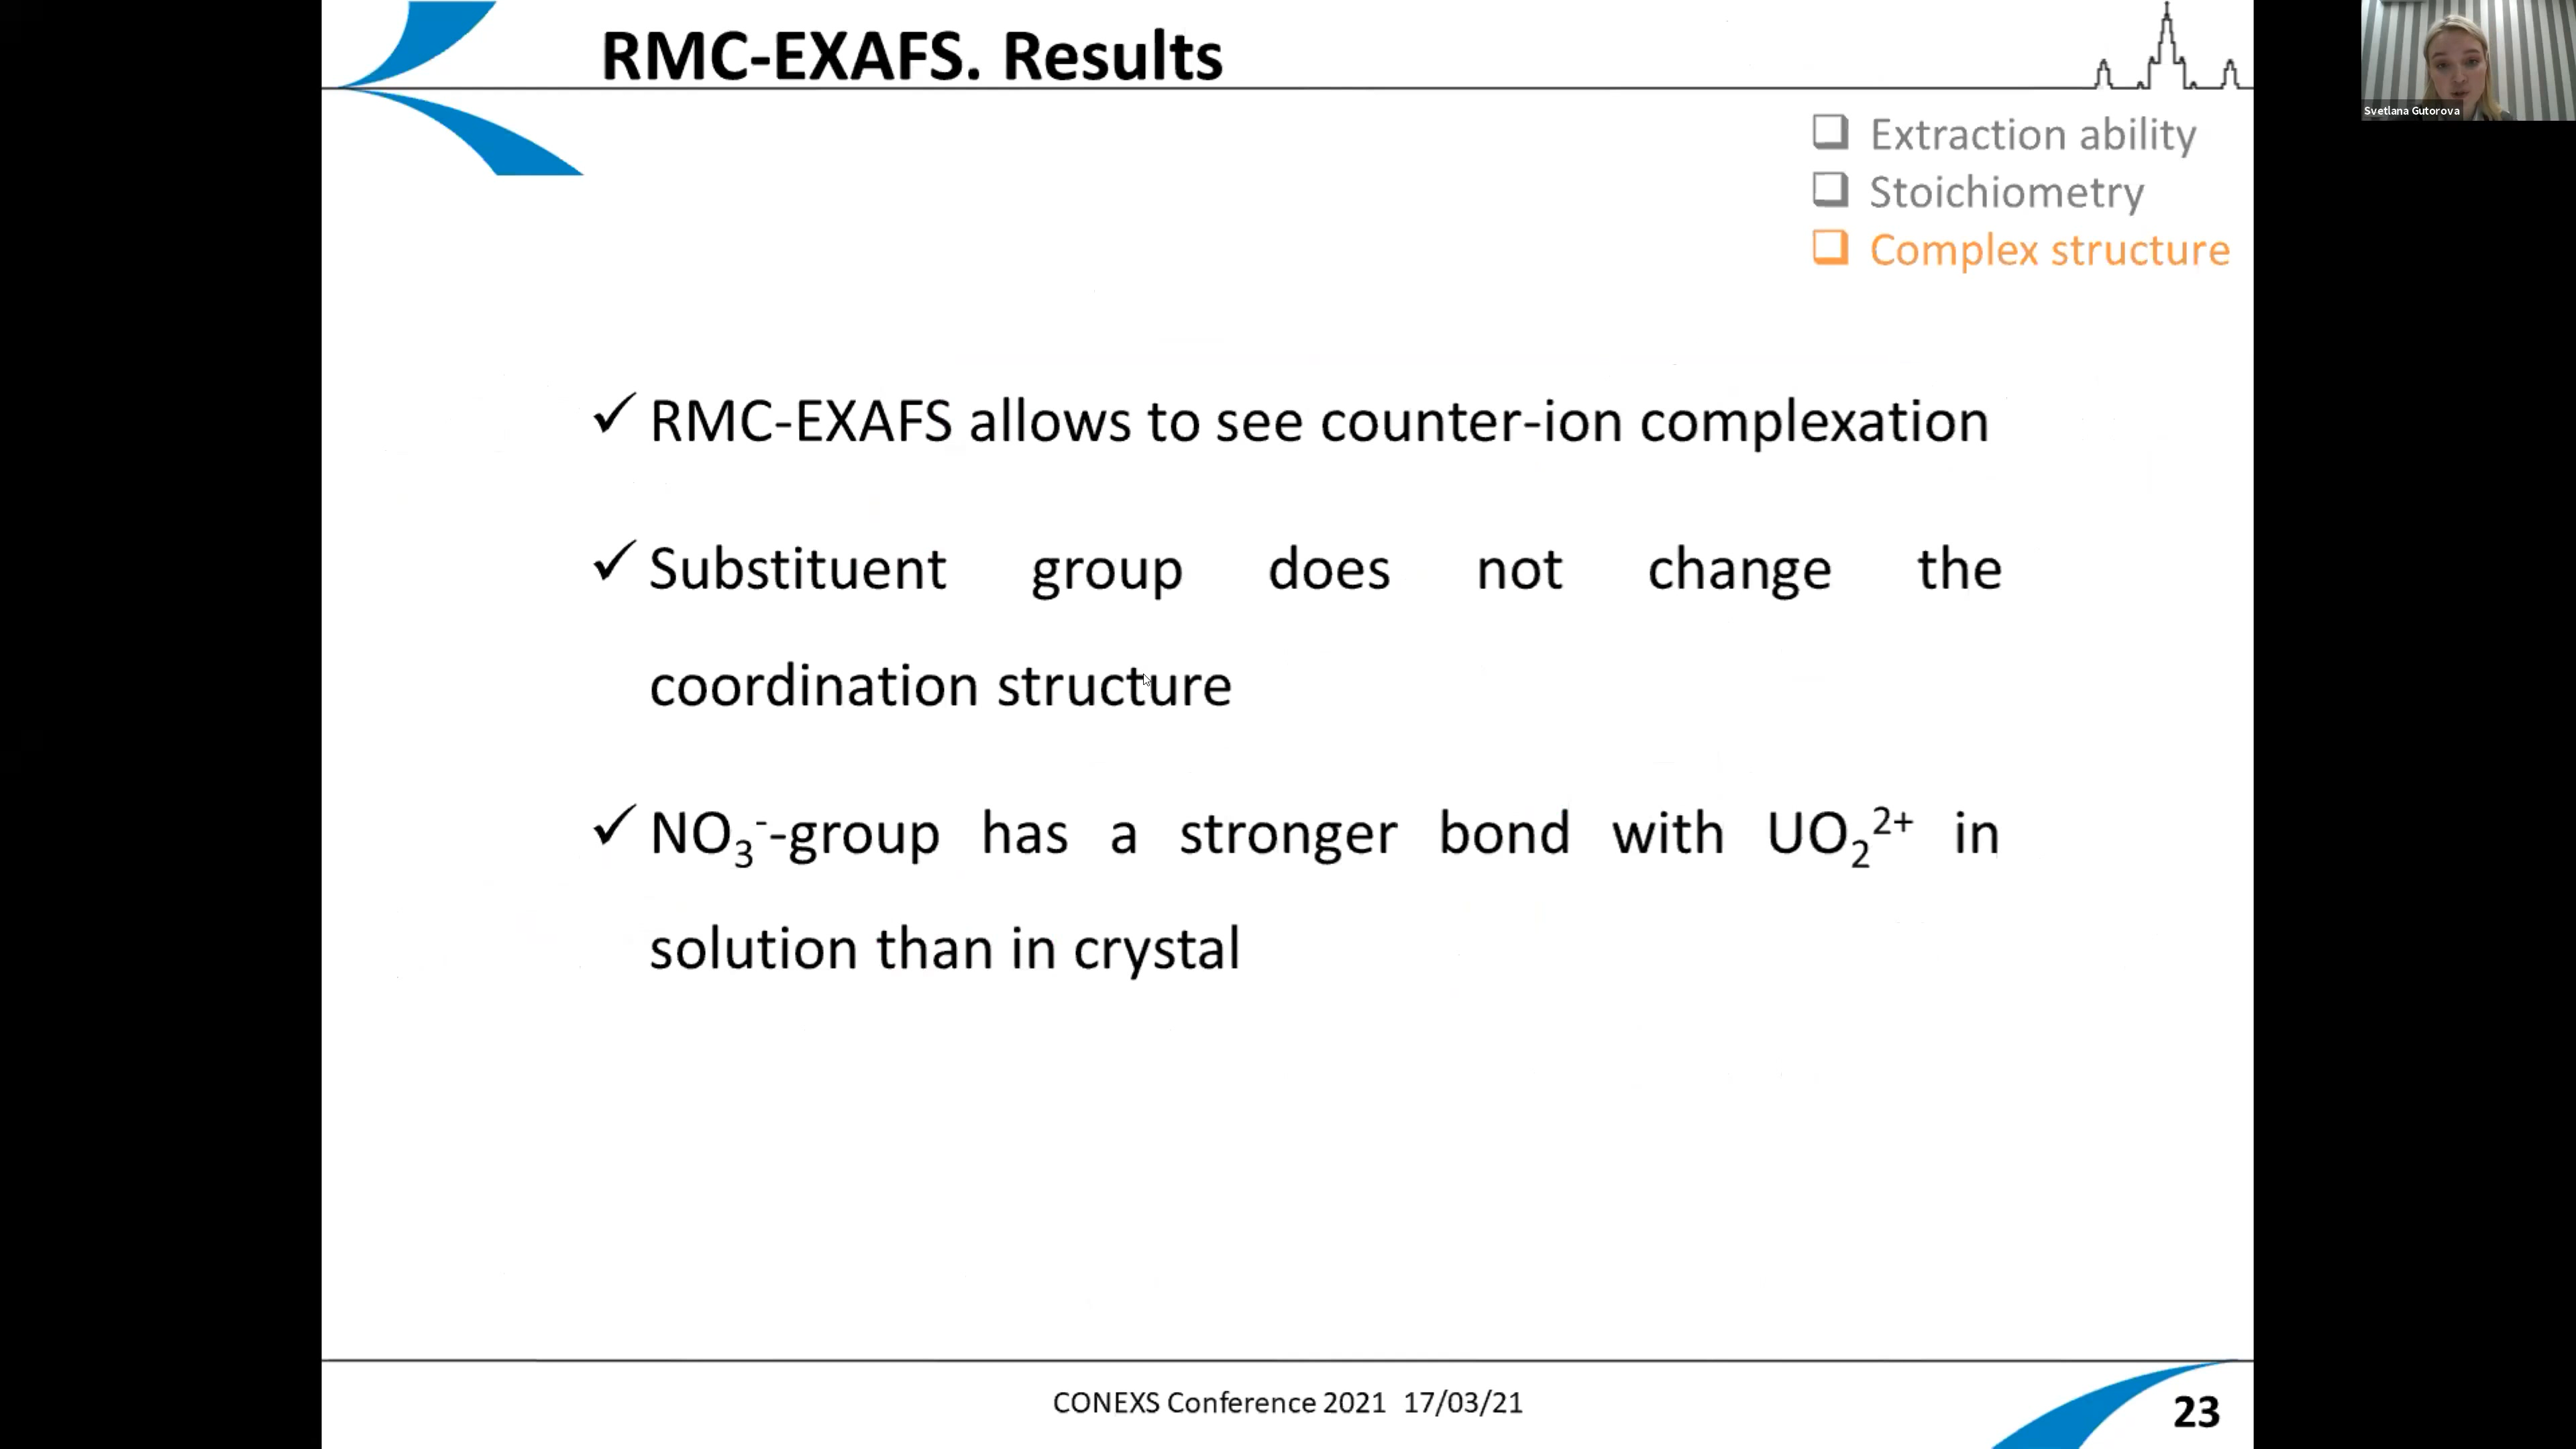 RMC-EXAFS. Results
Svetlana Gutorova
❑ Extraction ability
❑ Stoichiometry
❑ Complex structure
✓ RMC-EXAFS allows to see counter-ion complexation
✓ Substituent group does not change the
coordination structure
✓ NO₃⁻-group has a stronger bond with UO₂²⁺ in
solution than in crystal
CONEXS Conference 2021 17/03/21
23